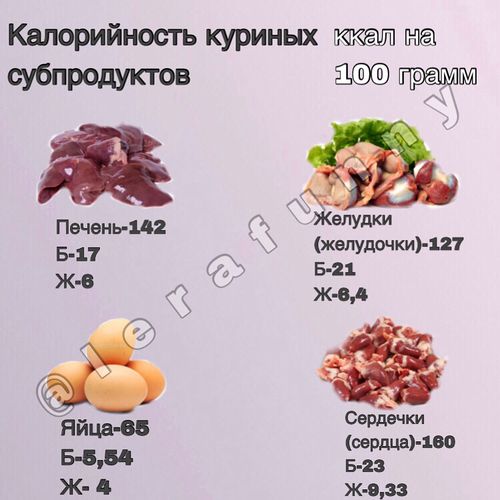 Калорийность куриных ккал на
субпродуктов 100 грамм
Печень-142
Б-17
Ж-6
Желудки
(желудочки)-127
Б-21
Ж-6,4
Яйца-65
Б-5,54
Ж- 4
Сердечки
(сердца)-160
Б-23
Ж-9,33
@lerafunny